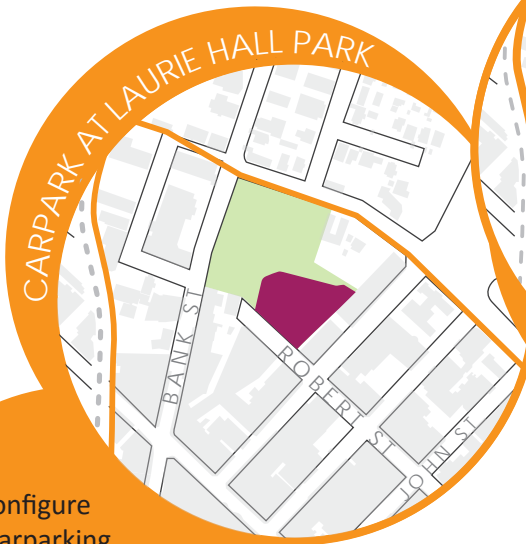 CARPARK AT LAURIE HALL PARK
BANK ST
ROBERT ST
JOHN ST
onfigure
arparking